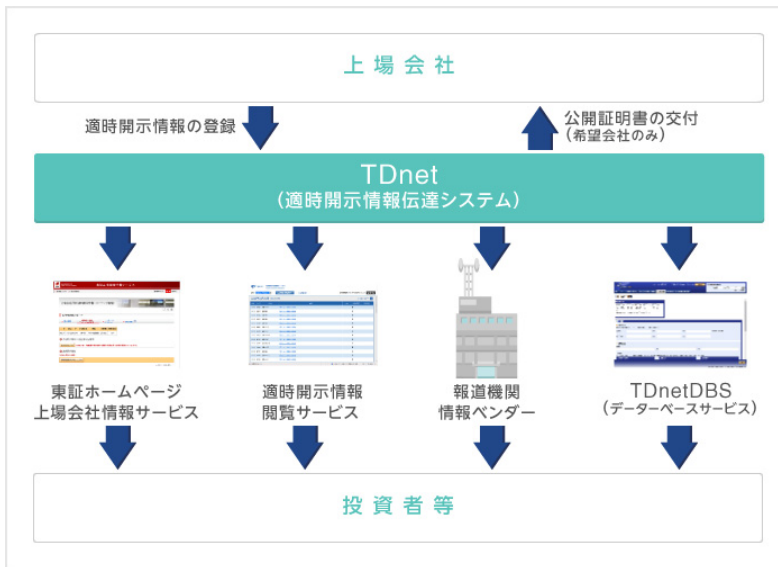 上場会社
適時開示情報の登録
公開証明書の交付
(希望会社のみ)
TDnet
(適時開示情報伝達システム)
東証ホームページ
上場会社情報サービス
適時開示情報
閲覧サービス
報道機関
情報ベンダー
TDnetDBS
(データーベースサービス)
投資者等